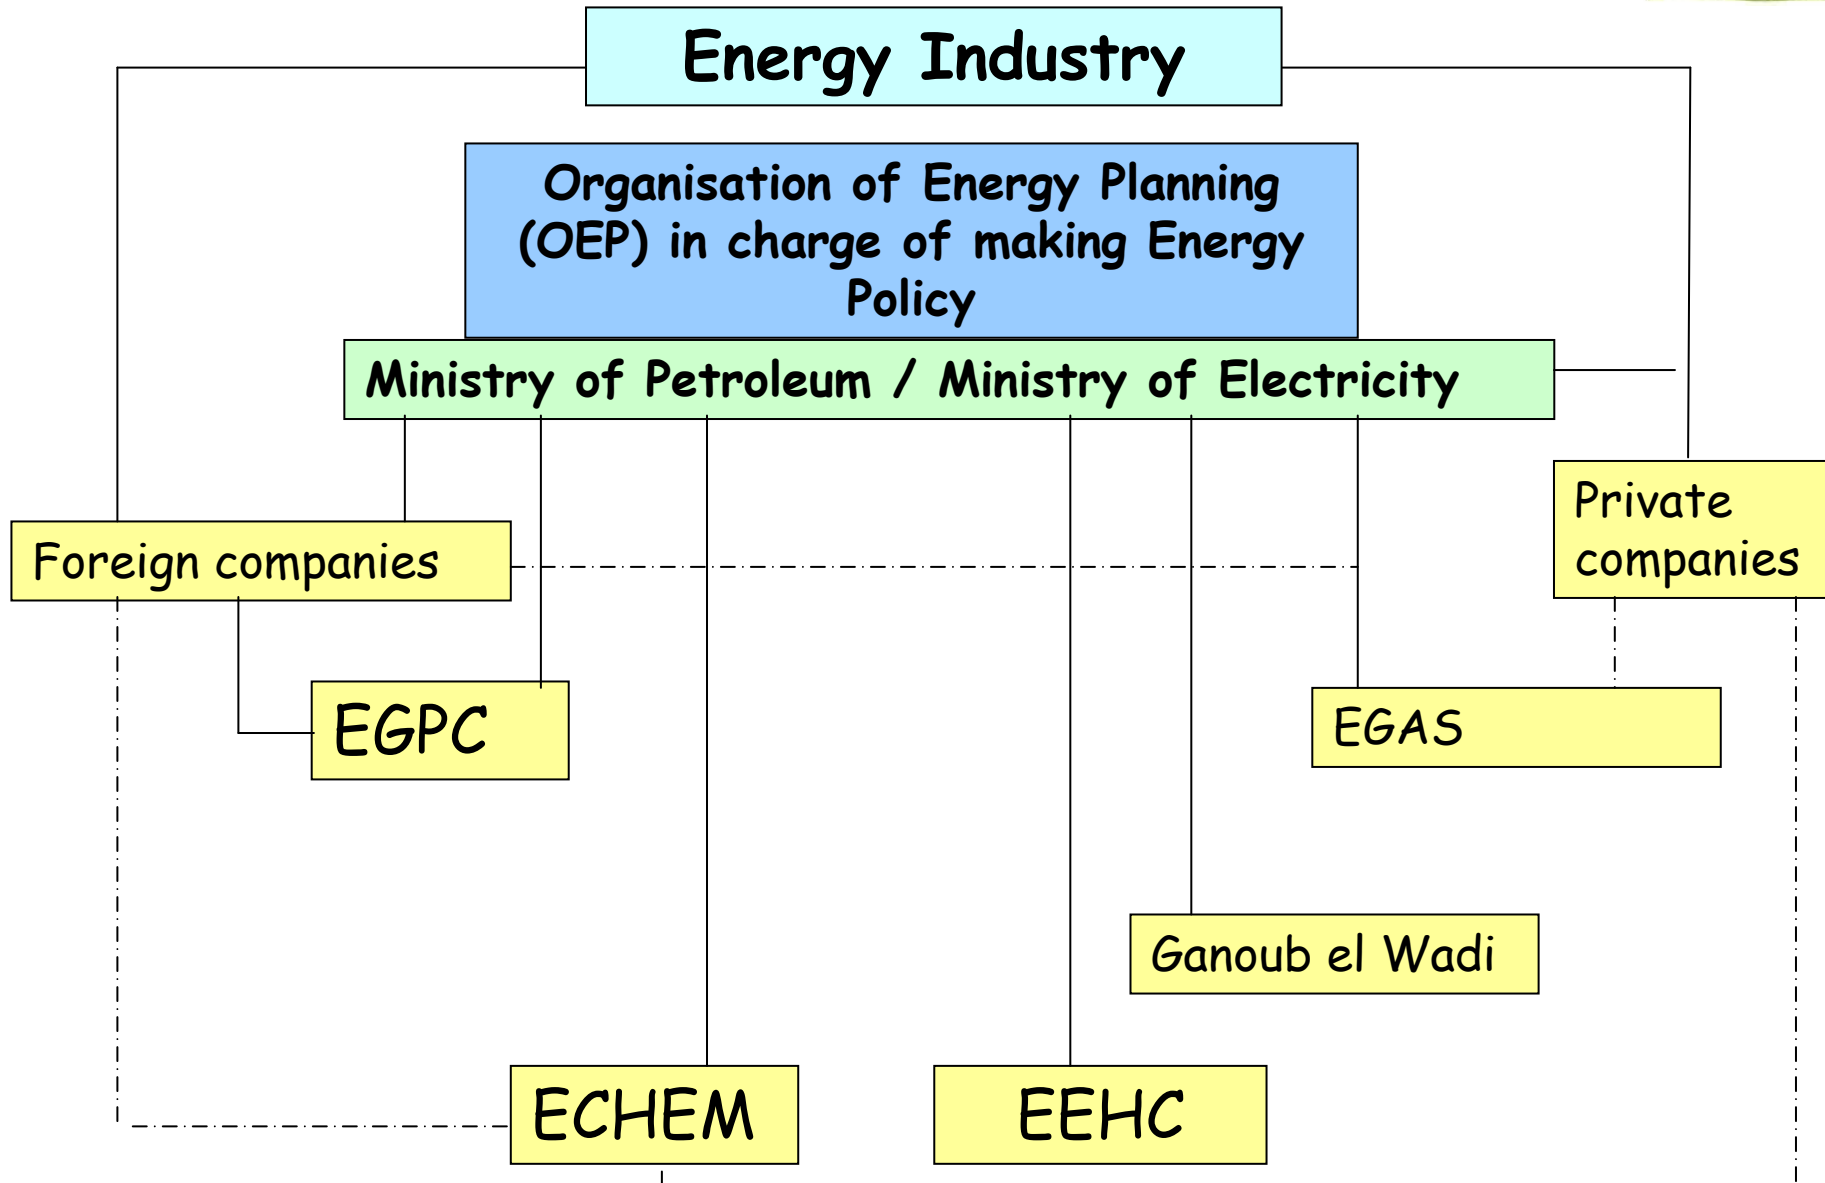 Energy Industry
Organisation of Energy Planning
(OEP) in charge of making Energy
Policy
Ministry of Petroleum / Ministry of Electricity
Private
companies
Foreign companies
EGPC
EGAS
Ganoub el Wadi
ECHEM
EEHC